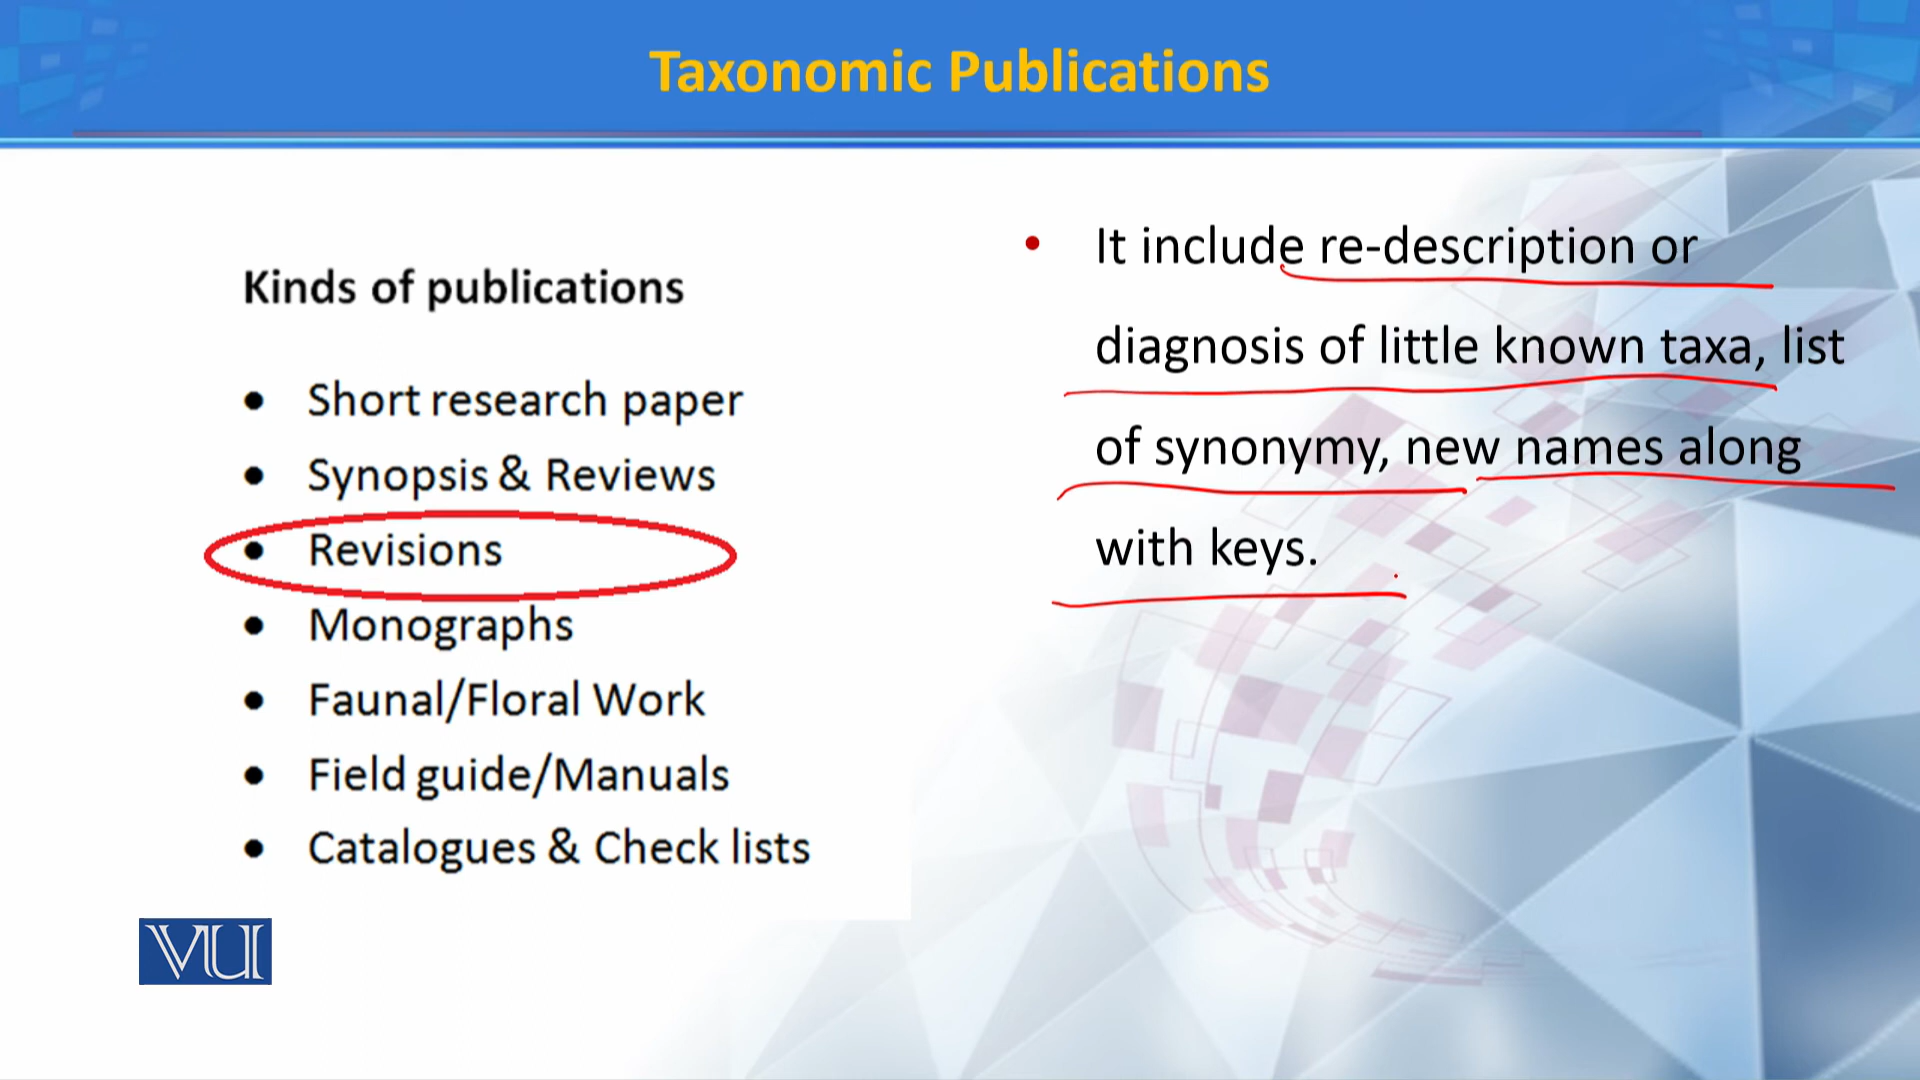 Taxonomic Publications
Kinds of publications
• Short research paper
• Synopsis & Reviews
• Revisions
• Monographs
• Faunal/Floral Work
• Field guide/Manuals
• Catalogues & Check lists
• It include re-description or
diagnosis of little known taxa, list
of synonymy, new names along
with keys.
VU